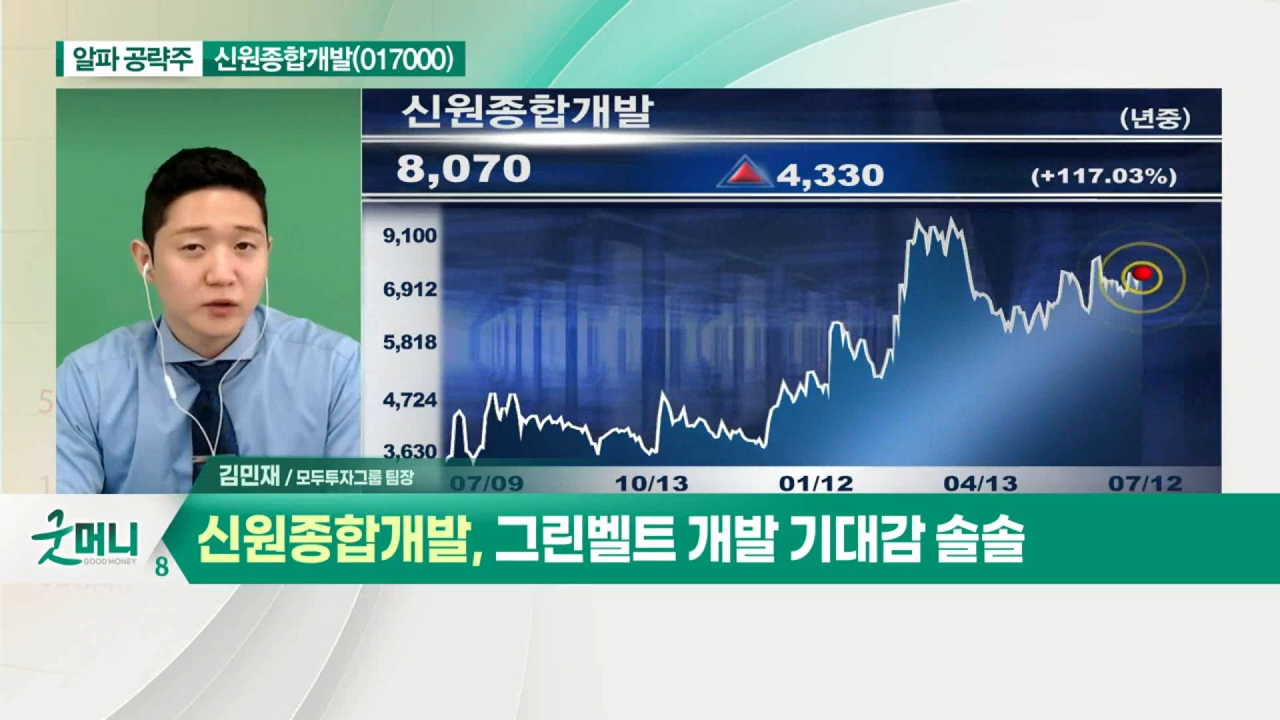 알파 공략주 신원종합개발(017000)
신원종합개발 (년중)
8,070 4,330 (+117.03%)
9,100
6,912
5,818
4,724
3,630
07/09 10/13 01/12 04/13 07/12
김민재 / 모두투자그룹 팀장
굿머니
GOOD MONEY
8
신원종합개발, 그린벨트 개발 기대감 솔솔